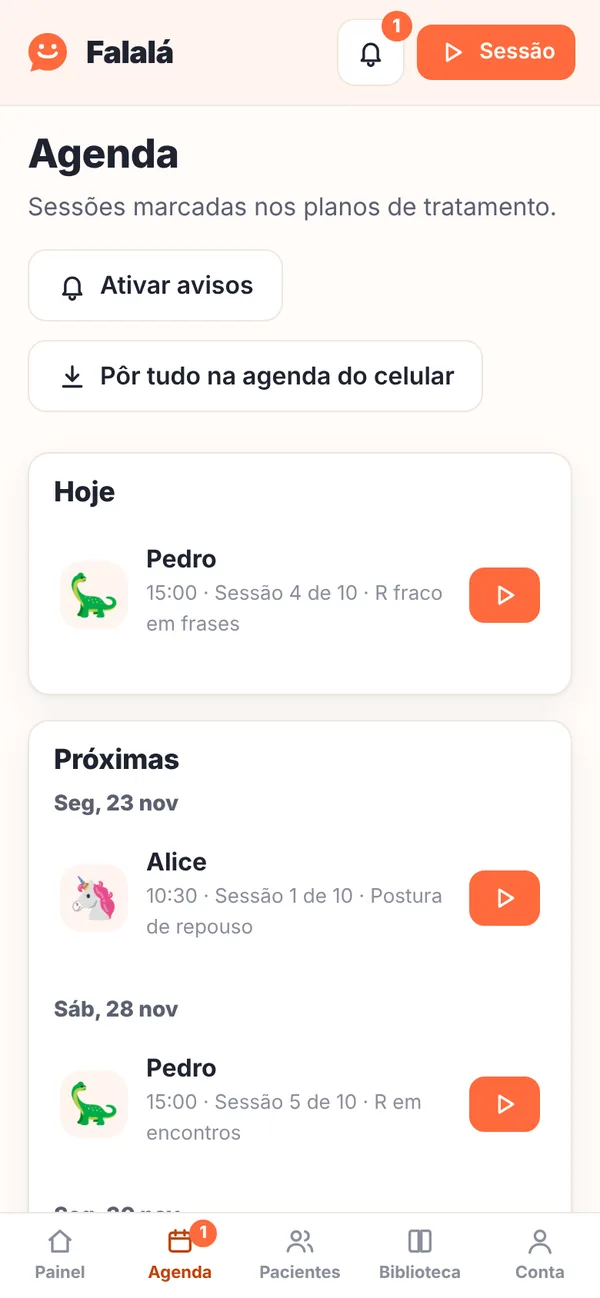 Falalá
1
Sessão
Agenda
Sessões marcadas nos planos de tratamento.
Ativar avisos
Pôr tudo na agenda do celular
Hoje
Pedro
15:00 · Sessão 4 de 10 · R fraco
em frases
Próximas
Seg, 23 nov
Alice
10:30 · Sessão 1 de 10 · Postura
de repouso
Sáb, 28 nov
Pedro
15:00 · Sessão 5 de 10 · R em
encontros
1
Painel
Agenda
Pacientes
Biblioteca
Conta